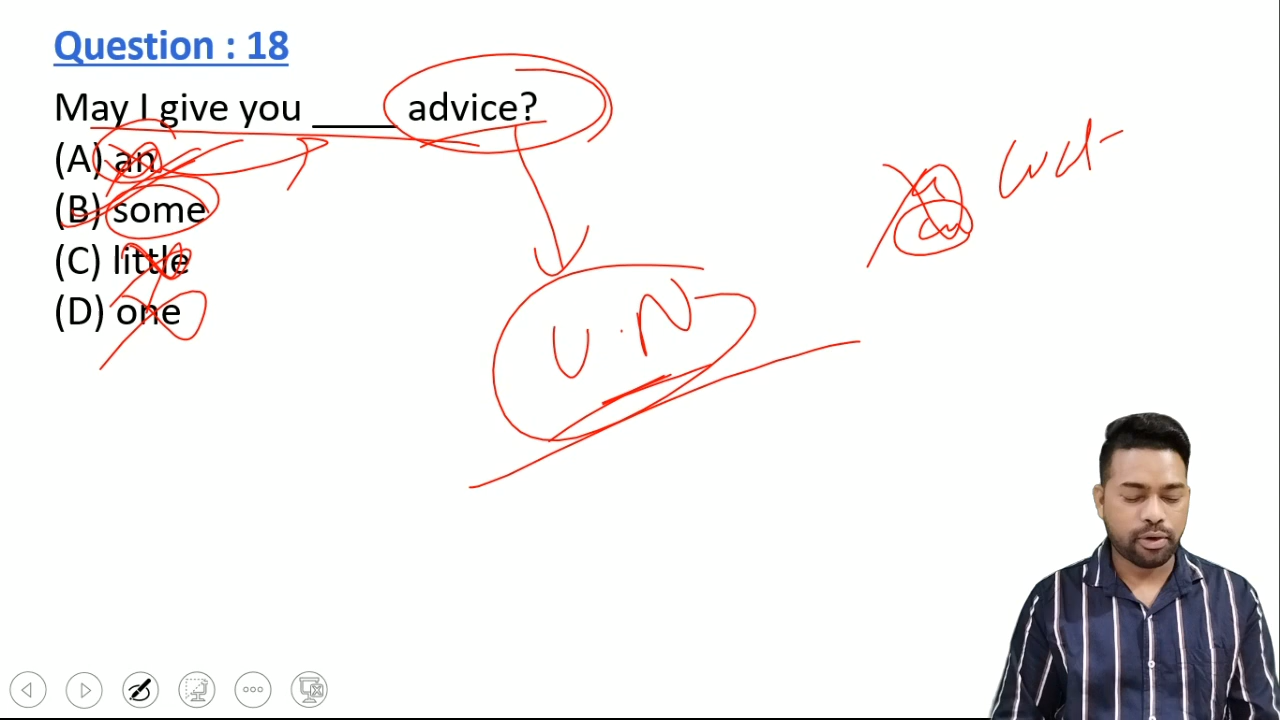 Question : 18
May I give you _____ advice?
(A) an
(B) some
(C) little
(D) one
U.N